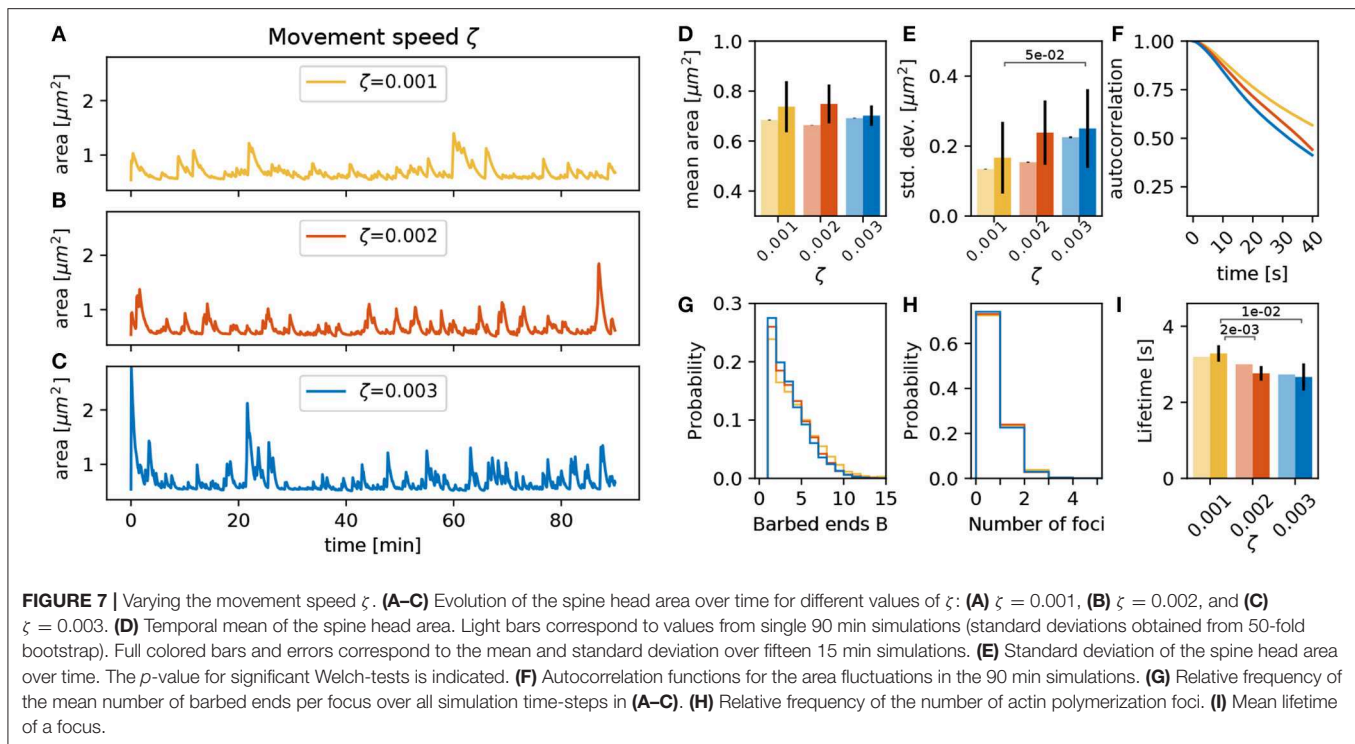 A
Movement speed ζ
area [μm²]
2
1
ζ=0.001
B
area [μm²]
2
1
ζ=0.002
C
area [μm²]
2
1
ζ=0.003
0 20 40 60 80
time [min]
D
mean area [μm²]
1.0
0.8
0.6
0.4
0.001 0.002 0.003
ζ
E
std. dev. [μm²]
0.4
0.2
0.0
5e-02
0.001 0.002 0.003
ζ
F
autocorrelation
1.00
0.75
0.50
0.25
0 10 20 30 40
time [s]
G
Probability
0.3
0.2
0.1
0.0
0 5 10 15
Barbed ends B
H
Probability
0.6
0.4
0.2
0.0
0 2 4
Number of foci
I
Lifetime [s]
4
2
0
1e-02
2e-03
0.001 0.002 0.003
ζ
FIGURE 7 | Varying the movement speed ζ. (A–C) Evolution of the spine head area over time for different values of ζ: (A) ζ = 0.001, (B) ζ = 0.002, and (C)
ζ = 0.003. (D) Temporal mean of the spine head area. Light bars correspond to values from single 90 min simulations (standard deviations obtained from 50-fold
bootstrap). Full colored bars and errors correspond to the mean and standard deviation over fifteen 15 min simulations. (E) Standard deviation of the spine head area
over time. The p-value for significant Welch-tests is indicated. (F) Autocorrelation functions for the area fluctuations in the 90 min simulations. (G) Relative frequency of
the mean number of barbed ends per focus over all simulation time-steps in (A–C). (H) Relative frequency of the number of actin polymerization foci. (I) Mean lifetime
of a focus.